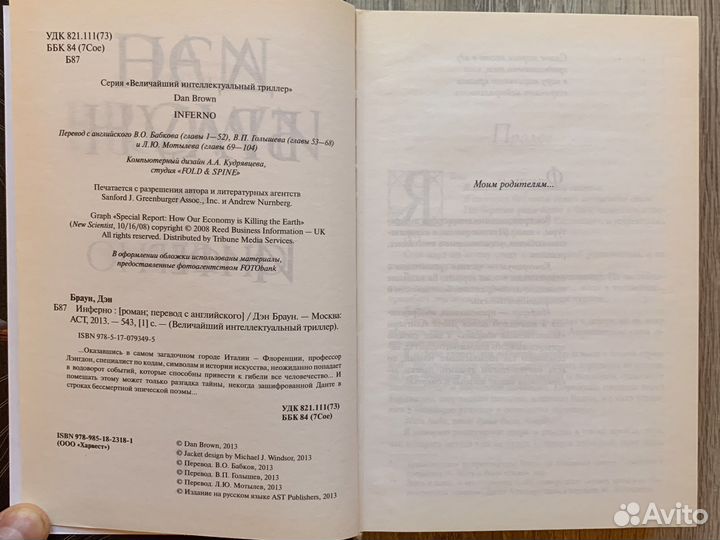 УДК 821.111(73)
ББК 84 (7Сое)
Б87
Серия «Величайший интеллектуальный триллер»
Dan Brown
INFERNO
Перевод с английского В.О. Бабкова (главы 1—52), В.П. Голышева (главы 53—68)
и Л.Ю. Мотылева (главы 69—104)
Компьютерный дизайн А.А. Кудрявцева,
студия «FOLD & SPINE»
Печатается с разрешения автора и литературных агентств
Sanford J. Greenburger Assoc., Inc. и Andrew Nurnberg.
Graph «Special Report: How Our Economy is Killing the Earth»
(New Scientist, 10/16/08) copyright © 2008 Reed Business Information — UK
All rights reserved. Distributed by Tribune Media Services.
В оформлении обложки использованы материалы,
предоставленные фотоагентством FOTObank
Браун, Дэн
Б87 Инферно : [роман; перевод с английского] / Дэн Браун. — Москва:
АСТ, 2013. — 543, [1] с. — (Величайший интеллектуальный триллер).
ISBN 978-5-17-079349-5
...Оказавшись в самом загадочном городе Италии — Флоренции, профессор
Лэнгдон, специалист по кодам, символам и истории искусства, неожиданно попадает
в водоворот событий, которые способны привести к гибели все человечество... И
помешать этому может только разгадка тайны, некогда зашифрованной Данте в
строках бессмертной эпической поэмы...
УДК 821.111(73)
ББК 84 (7Сое)
ISBN 978-985-18-2318-1
(ООО «Харвест»)
© Dan Brown, 2013
© Jacket design by Michael J. Windsor, 2013
© Перевод. В.О. Бабков, 2013
© Перевод. В.П. Голышев, 2013
© Перевод. Л.Ю. Мотылев, 2013
© Издание на русском языке AST Publishers, 2013
Моим родителям...
Avito